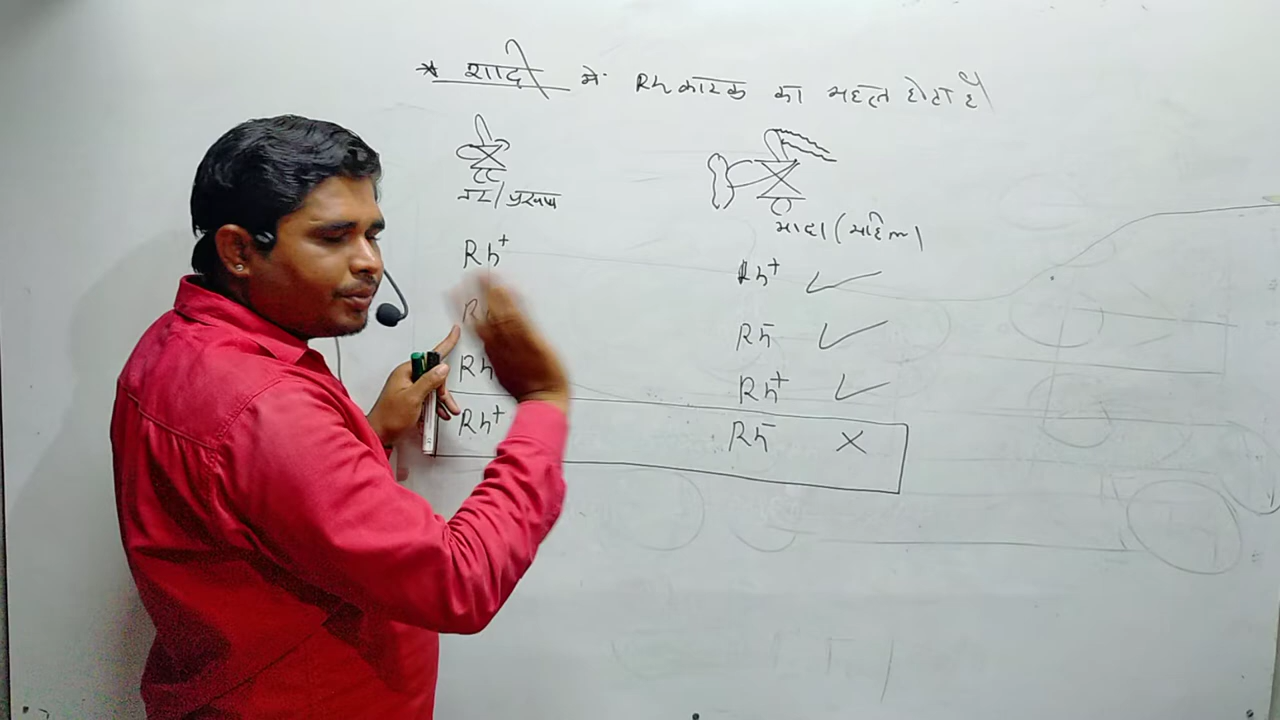 * शादी में Rh कारक का महत्व होता है
नर/पुरुष
मादा (महिला)
Rh⁺ Rh⁺ ✓
Rh⁻ ✓
Rh Rh⁺ ✓
Rh⁺ Rh⁻ ×